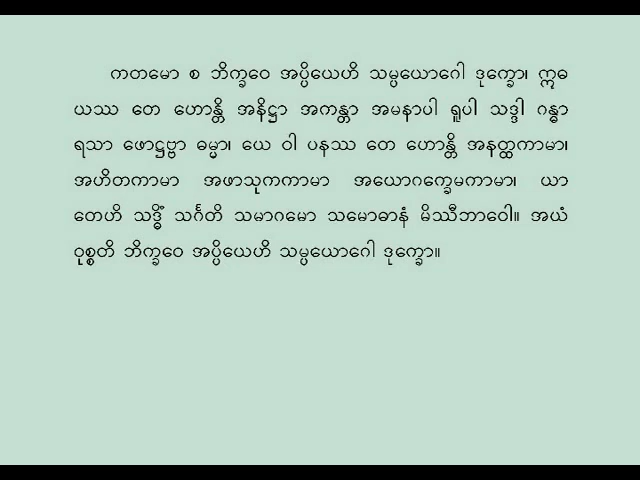 ကတမော စ ဘိက္ခဝေ အပ္ပိယေဟိ သမ္ပယောဂေါ ဒုက္ခော၊ ဣဓ
ယဿ တေ ဟောန္တိ အနိဋ္ဌာ အကန္တာ အမနာပါ ရူပါ သဒ္ဒါ ဂန္ဓာ
ရသာ ဖောဋ္ဌဗ္ဗာ ဓမ္မာ၊ ယေ ဝါ ပနဿ တေ ဟောန္တိ အနတ္ထကာမာ၊
အဟိတကာမာ အဖာသုကကာမာ အယောဂက္ခေမကာမာ၊ ယာ
တေဟိ သဒ္ဓိံ သင်္ဂတိ သမာဂမော သမောဓာနံ မိဿီဘာဝေါ။ အယံ
ဝုစ္စတိ ဘိက္ခဝေ အပ္ပိယေဟိ သမ္ပယောဂေါ ဒုက္ခော။